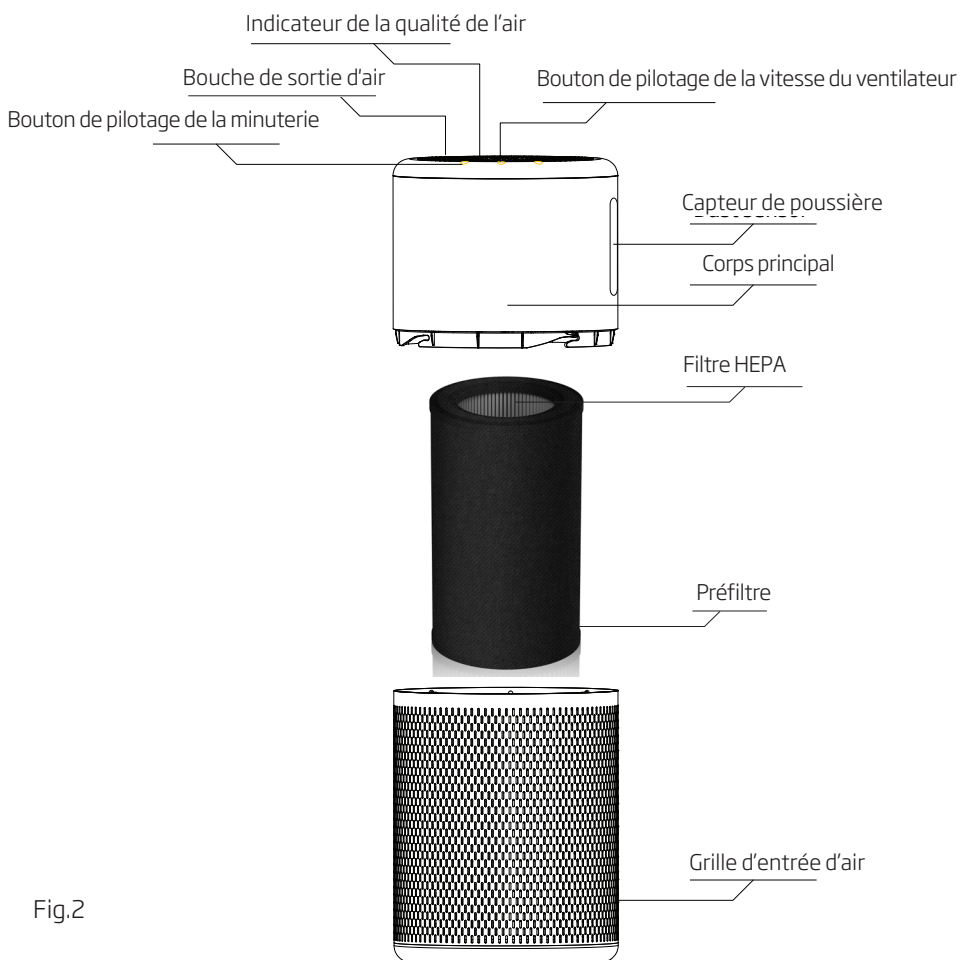 Indicateur de la qualité de l'air
Bouche de sortie d'air
Bouton de pilotage de la vitesse du ventilateur
Bouton de pilotage de la minuterie
Capteur de poussière
Corps principal
Filtre HEPA
Préfiltre
Grille d'entrée d'air
Fig.2